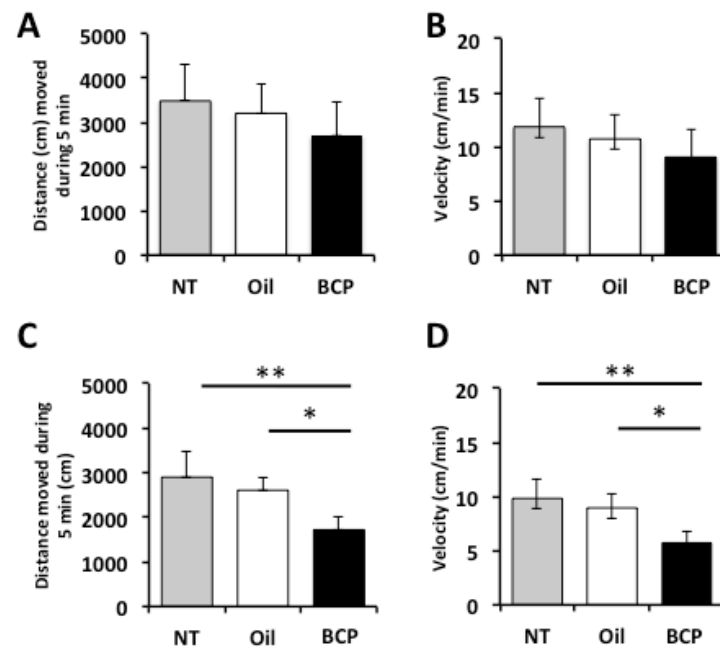 A
Distance (cm) moved
during 5 min
5000
4000
3000
2000
1000
0
NT Oil BCP
B
Velocity (cm/min)
20
15
10
5
0
NT Oil BCP
C
Distance moved during
5 min (cm)
5000
4000
3000
2000
1000
0
**
*
NT Oil BCP
D
Velocity (cm/min)
20
15
10
5
0
**
*
NT Oil BCP